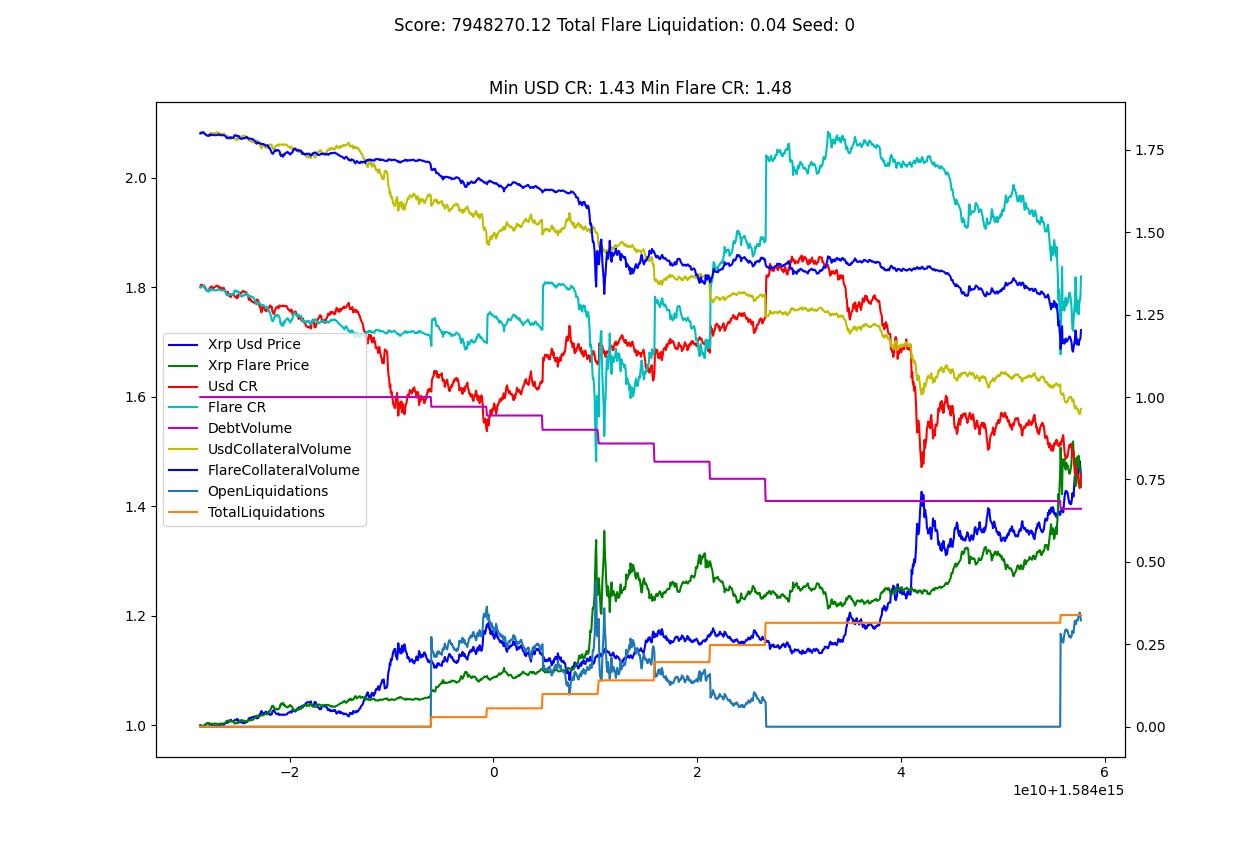 Score: 7948270.12 Total Flare Liquidation: 0.04 Seed: 0
Min USD CR: 1.43 Min Flare CR: 1.48
2.0
1.8
1.6
1.4
1.2
1.0
1.75
1.50
1.25
1.00
0.75
0.50
0.25
0.00
Xrp Usd Price
Xrp Flare Price
Usd CR
Flare CR
DebtVolume
UsdCollateralVolume
FlareCollateralVolume
OpenLiquidations
TotalLiquidations
−2 0 2 4 6
1e10+1.584e15